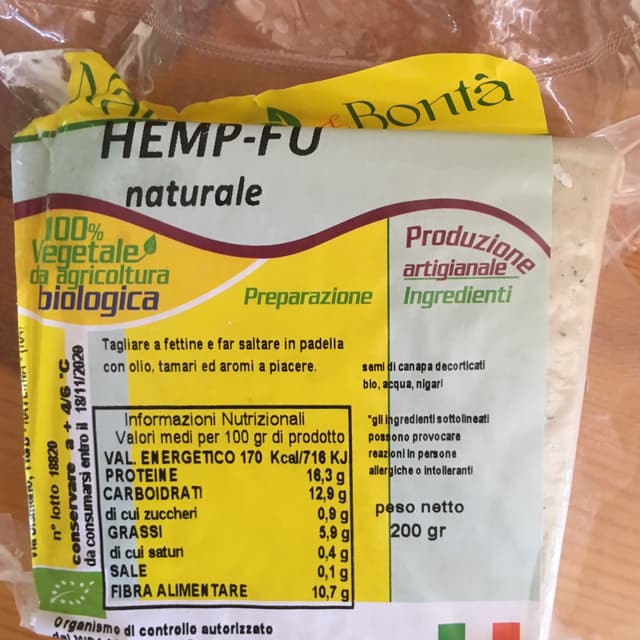 Bontâ
HEMP-FU
naturale
100%
Vegetale
da agricoltura
biologica
Produzione
artigianale
Preparazione
Ingredienti
Tagliare a fettine e far saltare in padella
con olio, tamari ed aromi a piacere.
semi di canapa decorticati
bio, acqua, nigari
"gli ingredienti sottolineati
possono provocare
reazioni in persone
allergiche o intolleranti
peso netto
200 gr
Informazioni Nutrizionali
Valori medi per 100 gr di prodotto
VAL. ENERGETICO 170 Kcal/716 KJ
PROTEINE 16,3 g
CARBOIDRATI 12,9 g
di cui zuccheri 0,9 g
GRASSI 5,9 g
di cui saturi 0,4 g
SALE 0,1 g
FIBRA ALIMENTARE 10,7 g
n° lotto 18820
conservare a + 4/6 °C
da consumarsi entro il 18/11/2020
Organismo di controllo autorizzato